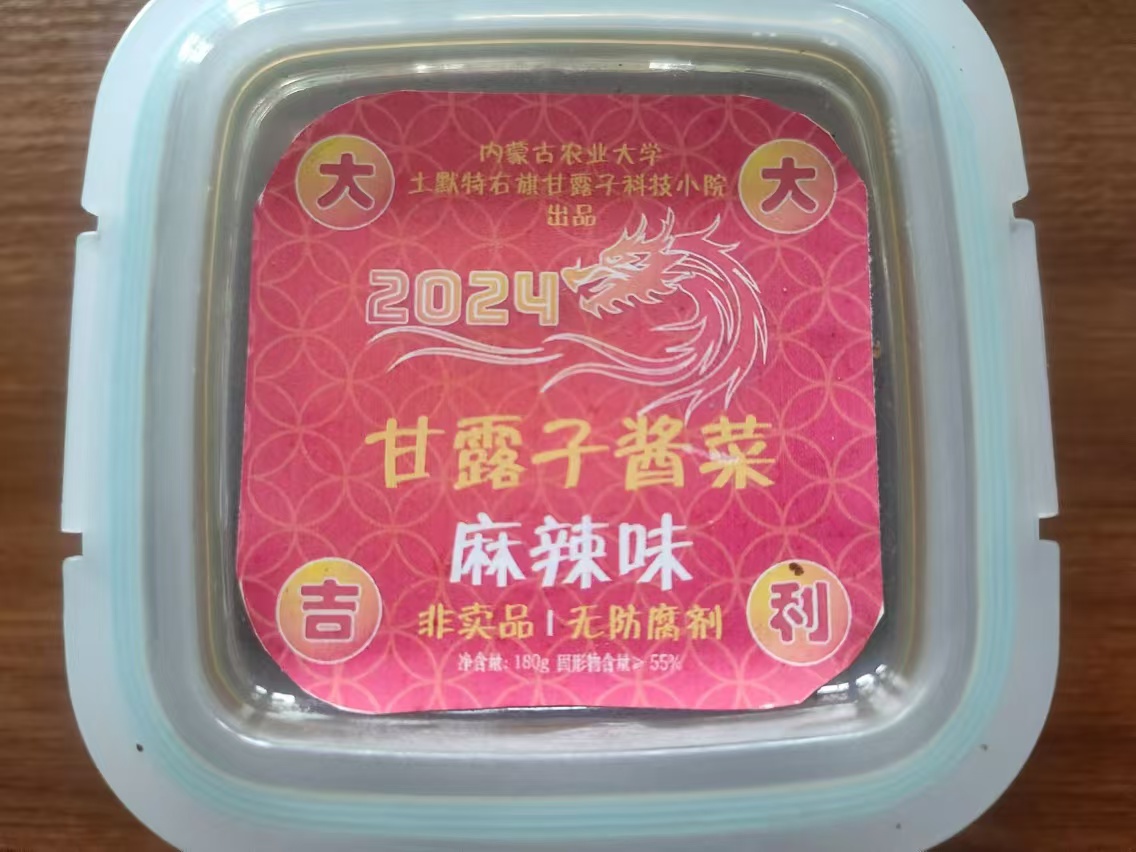 大
大
内蒙古农业大学
土默特右旗甘露子科技小院
出品
2024
甘露子酱菜
麻辣味
吉
利
非卖品 | 无防腐剂
净含量: 180g 固形物含量≥55%